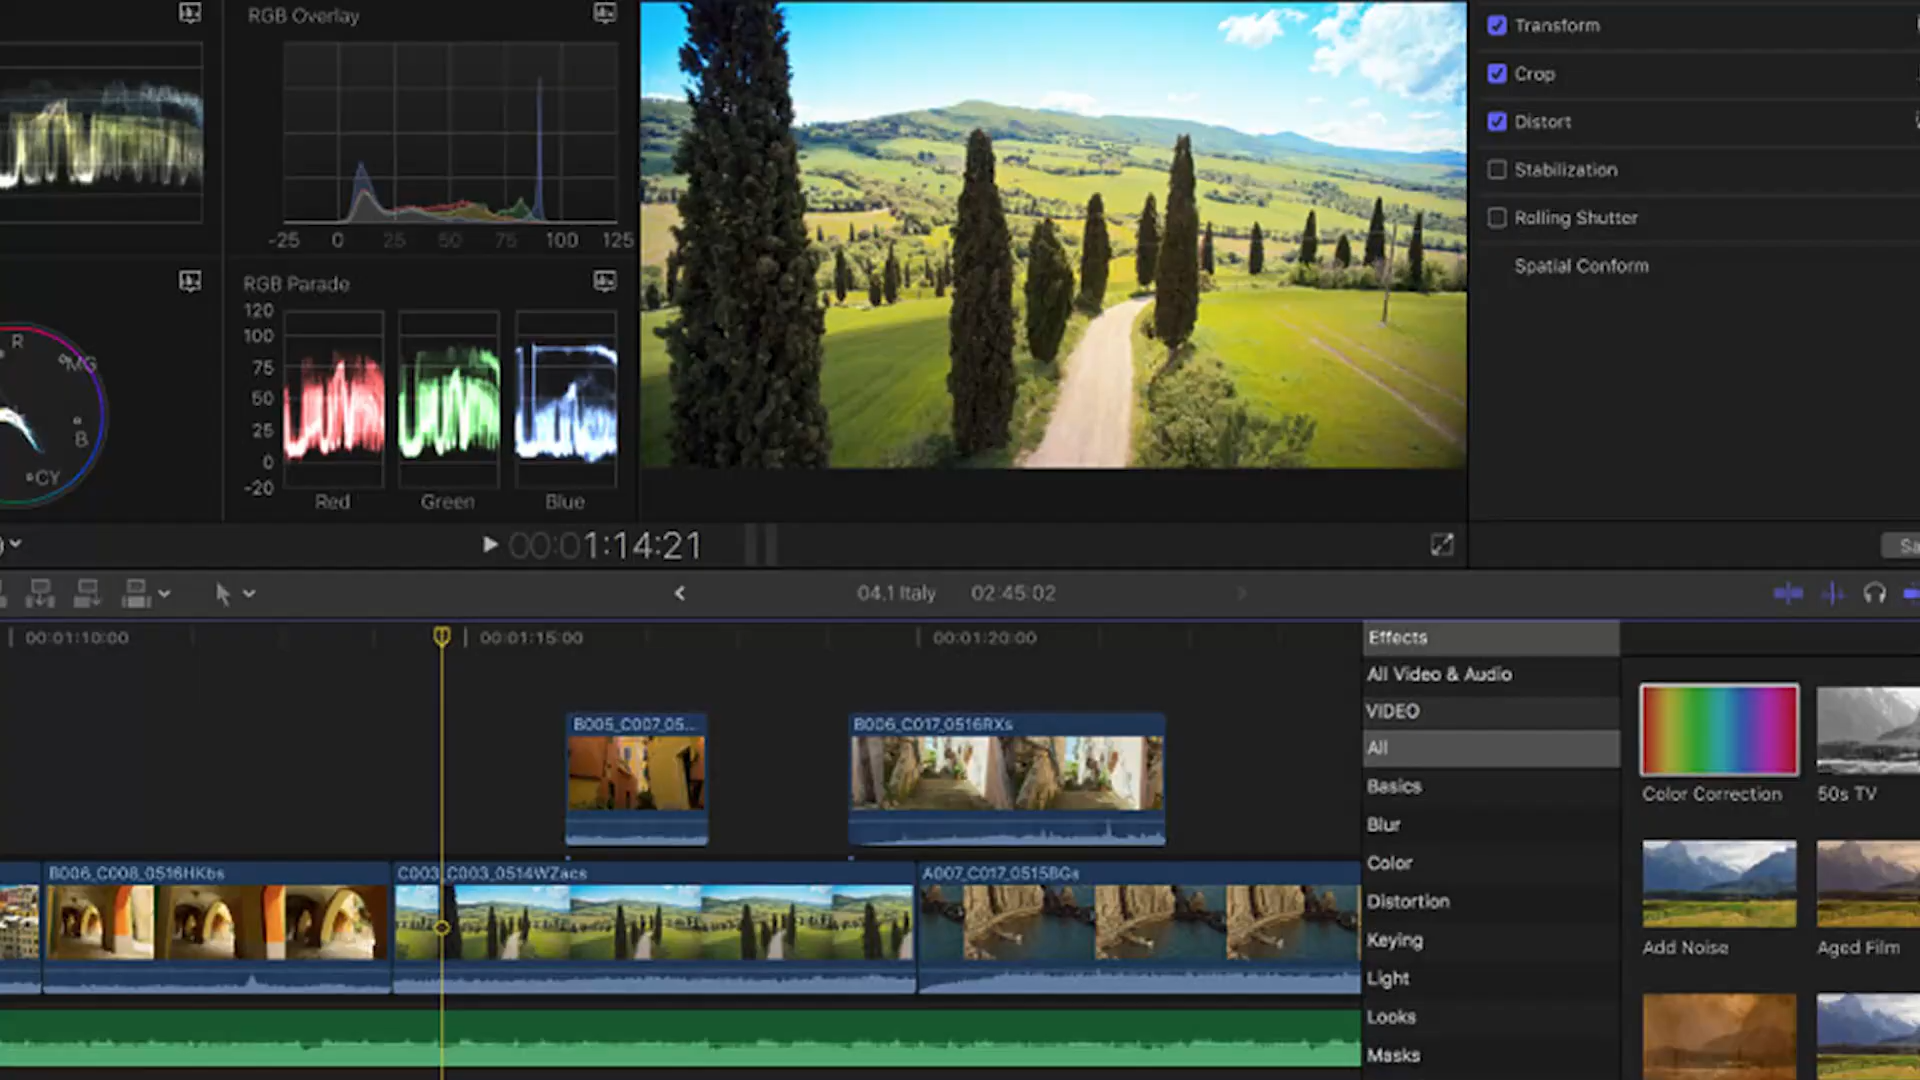 RGB Overlay
-25 0 25 50 75 100 125
RGB Parade
120
100
75
50
25
0
-20
Red Green Blue
R
MG
B
CY
Transform
Crop
Distort
Stabilization
Rolling Shutter
Spatial Conform
00:01:14:21
04.1 Italy 02:45:02
00:01:10:00 00:01:15:00 00:01:20:00
B005_C007_05...
B006_C017_0516RXs
B006_C008_0516HKbs
C003_C003_0514WZacs
A007_C017_0515BGs
Effects
All Video & Audio
VIDEO
All
Basics
Blur
Color
Distortion
Keying
Light
Looks
Masks
Color Correction
50s TV
Add Noise
Aged Film